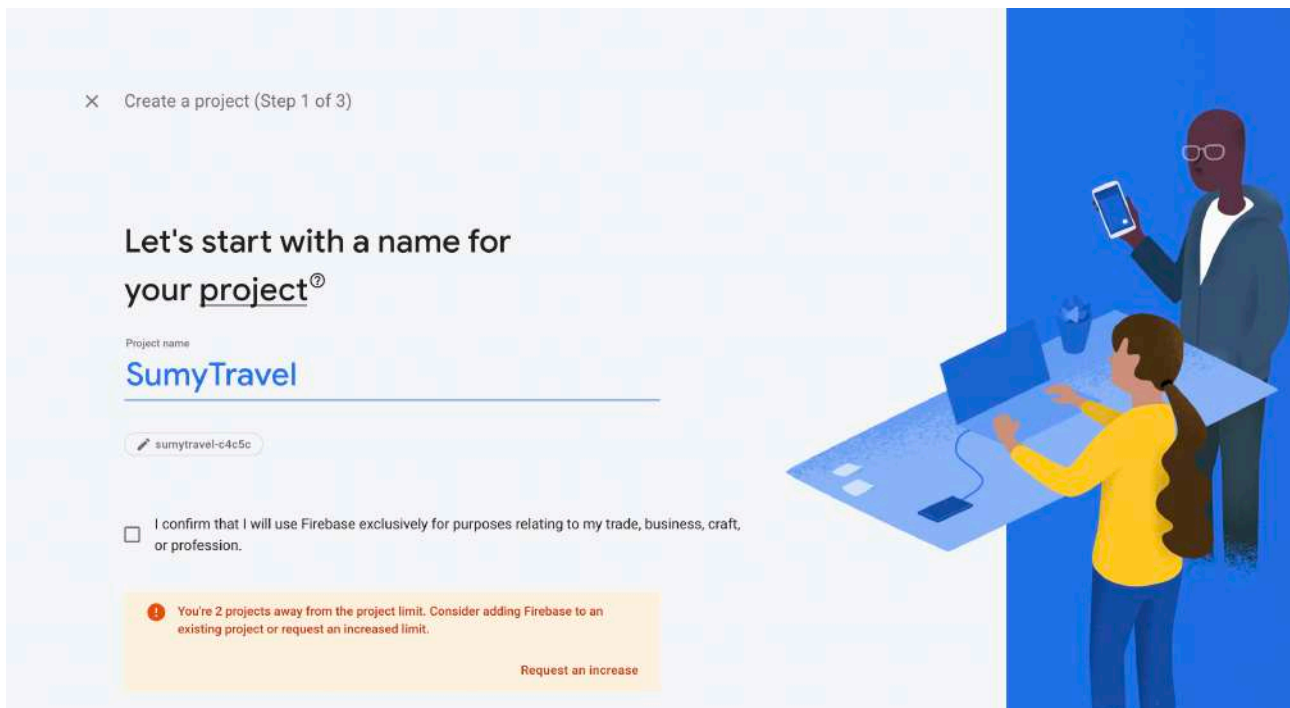 Create a project (Step 1 of 3)
Let's start with a name for
your project
Project name
SumyTravel
sumytravel-c4c5c
I confirm that I will use Firebase exclusively for purposes relating to my trade, business, craft,
or profession.
You're 2 projects away from the project limit. Consider adding Firebase to an
existing project or request an increased limit.
Request an increase